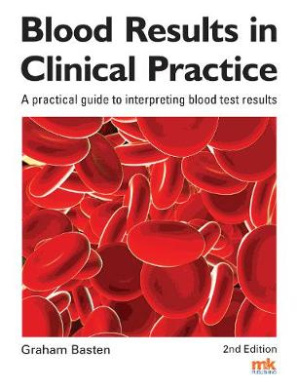 Blood Results in
Clinical Practice
A practical guide to interpreting blood test results
Graham Basten
2nd Edition
mk